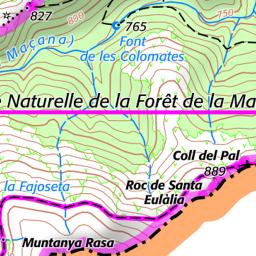 827
765
750
Maçana)
Font
de les Colomates
e Naturelle de la Forêt de la Ma
Coll del Pal
889
la Fajoseta
Roc de Santa
Eulàlia
Muntanya Rasa